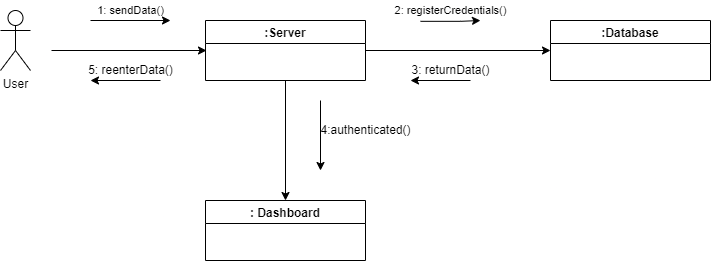 1: sendData()
2: registerCredentials()
:Server
:Database
5: reenterData()
3: returnData()
User
4:authenticated()
: Dashboard